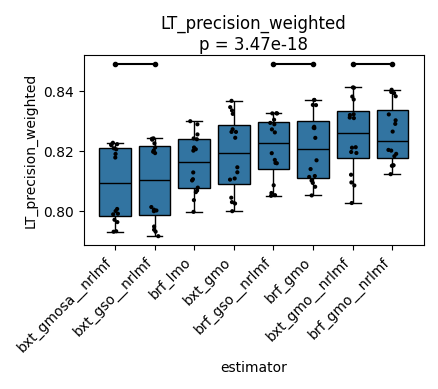 LT_precision_weighted
p = 3.47e-18
LT_precision_weighted
0.84
0.82
0.80
bxt_gmosa__nrlmf
bxt_gso__nrlmf
brf_lmo
bxt_gmo
brf_gso__nrlmf
brf_gmo
bxt_gmo__nrlmf
brf_gmo__nrlmf
estimator